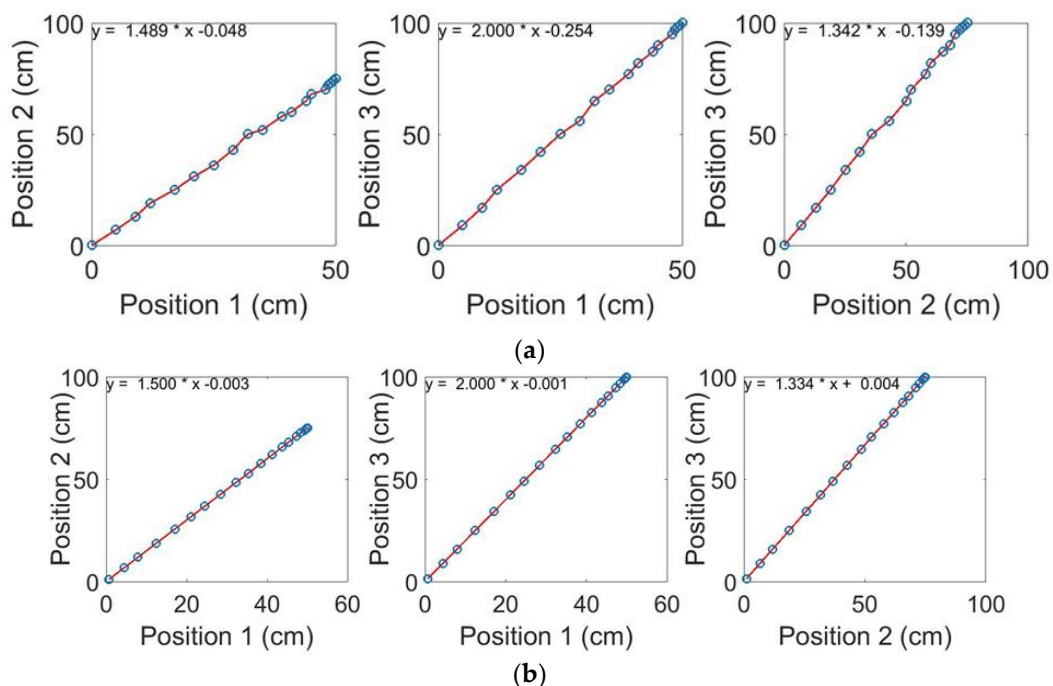 y = 1.489 * x -0.048
y = 2.000 * x -0.254
y = 1.342 * x -0.139
100
50
0
Position 2 (cm)
0
50
Position 1 (cm)
100
50
0
Position 3 (cm)
0
50
Position 1 (cm)
100
50
0
Position 3 (cm)
0
50
100
Position 2 (cm)
(a)
y = 1.500 * x -0.003
y = 2.000 * x -0.001
y = 1.334 * x + 0.004
100
50
0
Position 2 (cm)
0
20
40
60
Position 1 (cm)
100
50
0
Position 3 (cm)
0
20
40
60
Position 1 (cm)
100
50
0
Position 3 (cm)
0
50
100
Position 2 (cm)
(b)